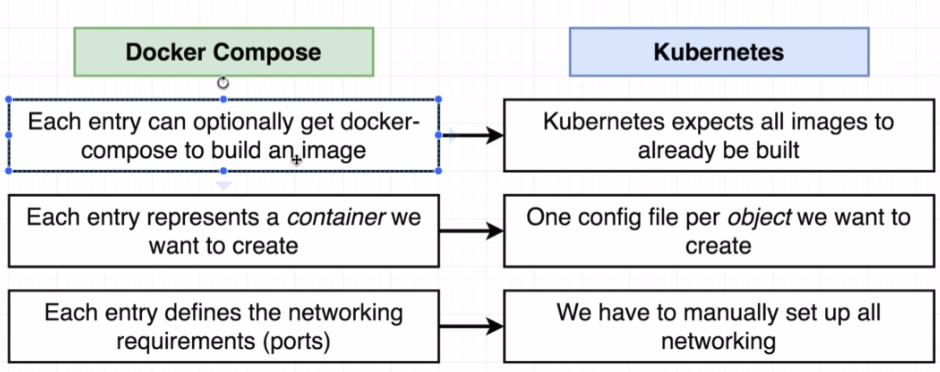 Docker Compose
Kubernetes
Each entry can optionally get docker-
compose to build an image
Kubernetes expects all images to
already be built
Each entry represents a container we
want to create
One config file per object we want to
create
Each entry defines the networking
requirements (ports)
We have to manually set up all
networking